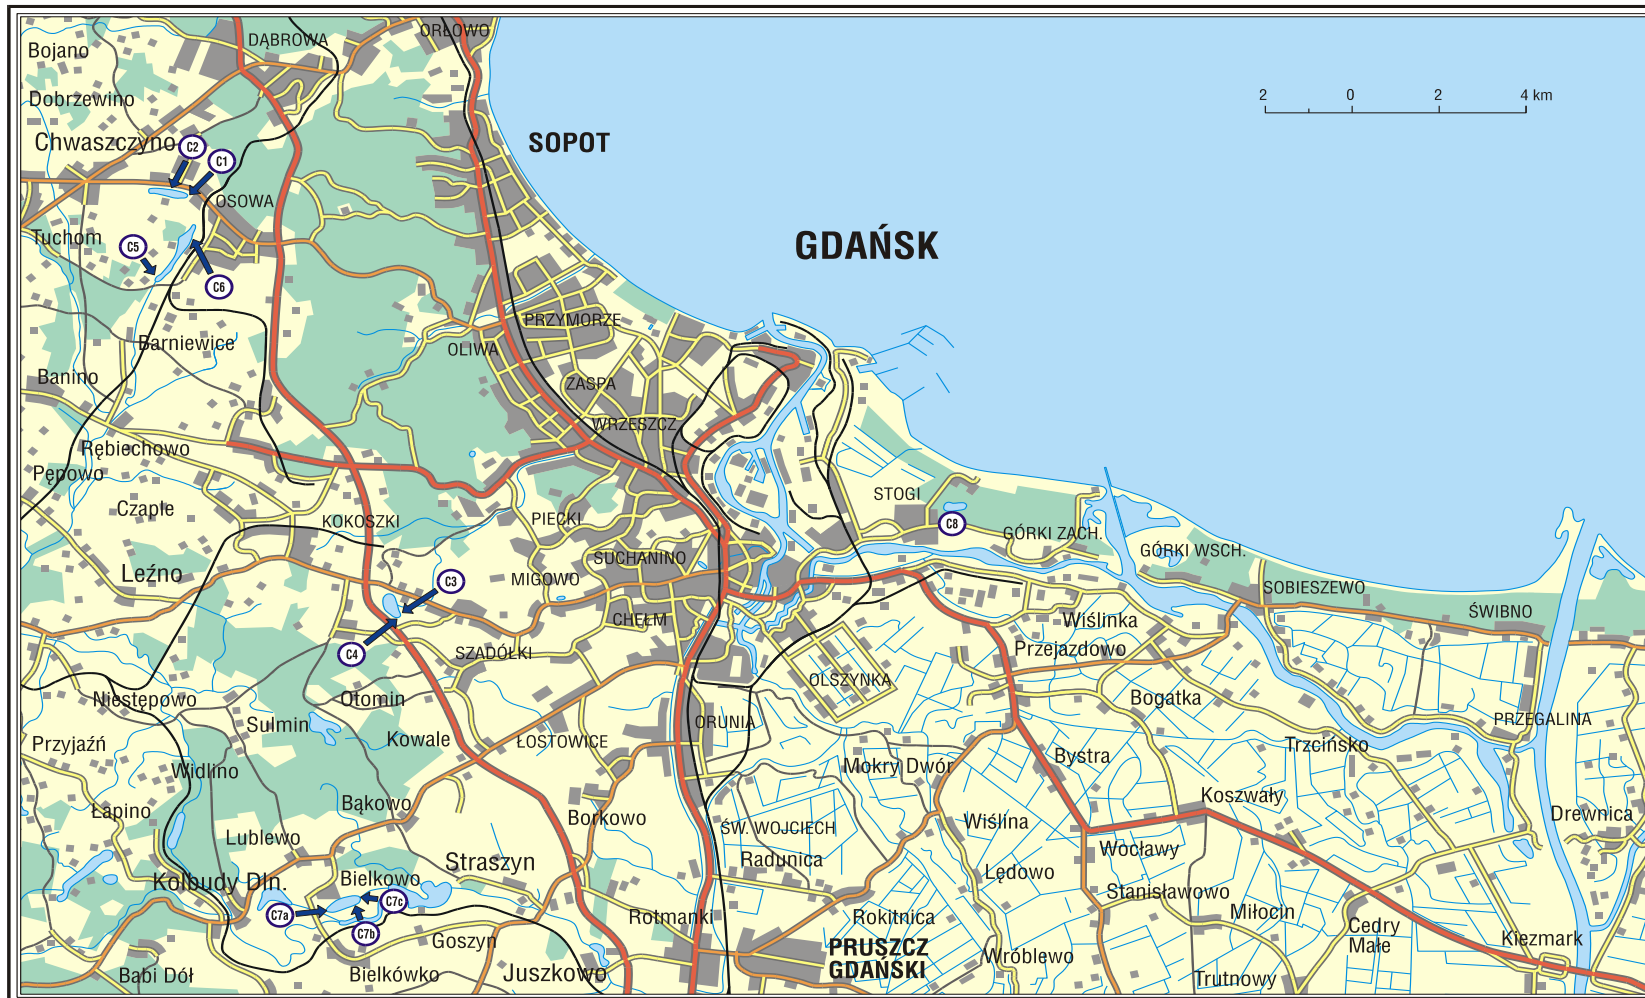 ORŁOWO
DĄBROWA
Bojano
Dobrzewino
2 0 2 4 km
Chwaszczyno
C2
C1
SOPOT
OSOWA
Tuchom
C5
GDAŃSK
C6
PRZYMORZE
Barniewice
OLIWA
Banino
ZASPA
WRZESZCZ
Rębiechowo
Pępowo
STOGI
Czaple
KOKOSZKI
PIECKI
C8
GÓRKI ZACH.
GÓRKI WSCH.
SUCHANINO
Leźno
C3
MIGOWO
SOBIESZEWO
ŚWIBNO
CHEŁM
Wiślinka
C4
SZADÓŁKI
Przejazdowo
OLSZYNKA
Niestępowo
Otomin
Bogatka
Sulmin
ORUNIA
PRZEGALINA
Przyjaźń
Kowale
ŁOSTOWICE
Trzcińsko
Bystra
Widlino
Mokry Dwór
Bąkowo
Koszwały
Łapino
Borkowo
Drewnica
Lublewo
ŚW. WOJCIECH
Wiślina
Wocławy
Straszyn
Radunica
Kolbudy Dln.
Bielkowo
Lędowo
Stanisławowo
C7a
C7c
Rotmanki
Rokitnica
Miłocin
C7b
Goszyn
Cedry
Małe
Kiezmark
PRUSZCZ
GDAŃSKI
Wróblewo
Babi Dół
Bielkówko
Juszkowo
Trutnowy